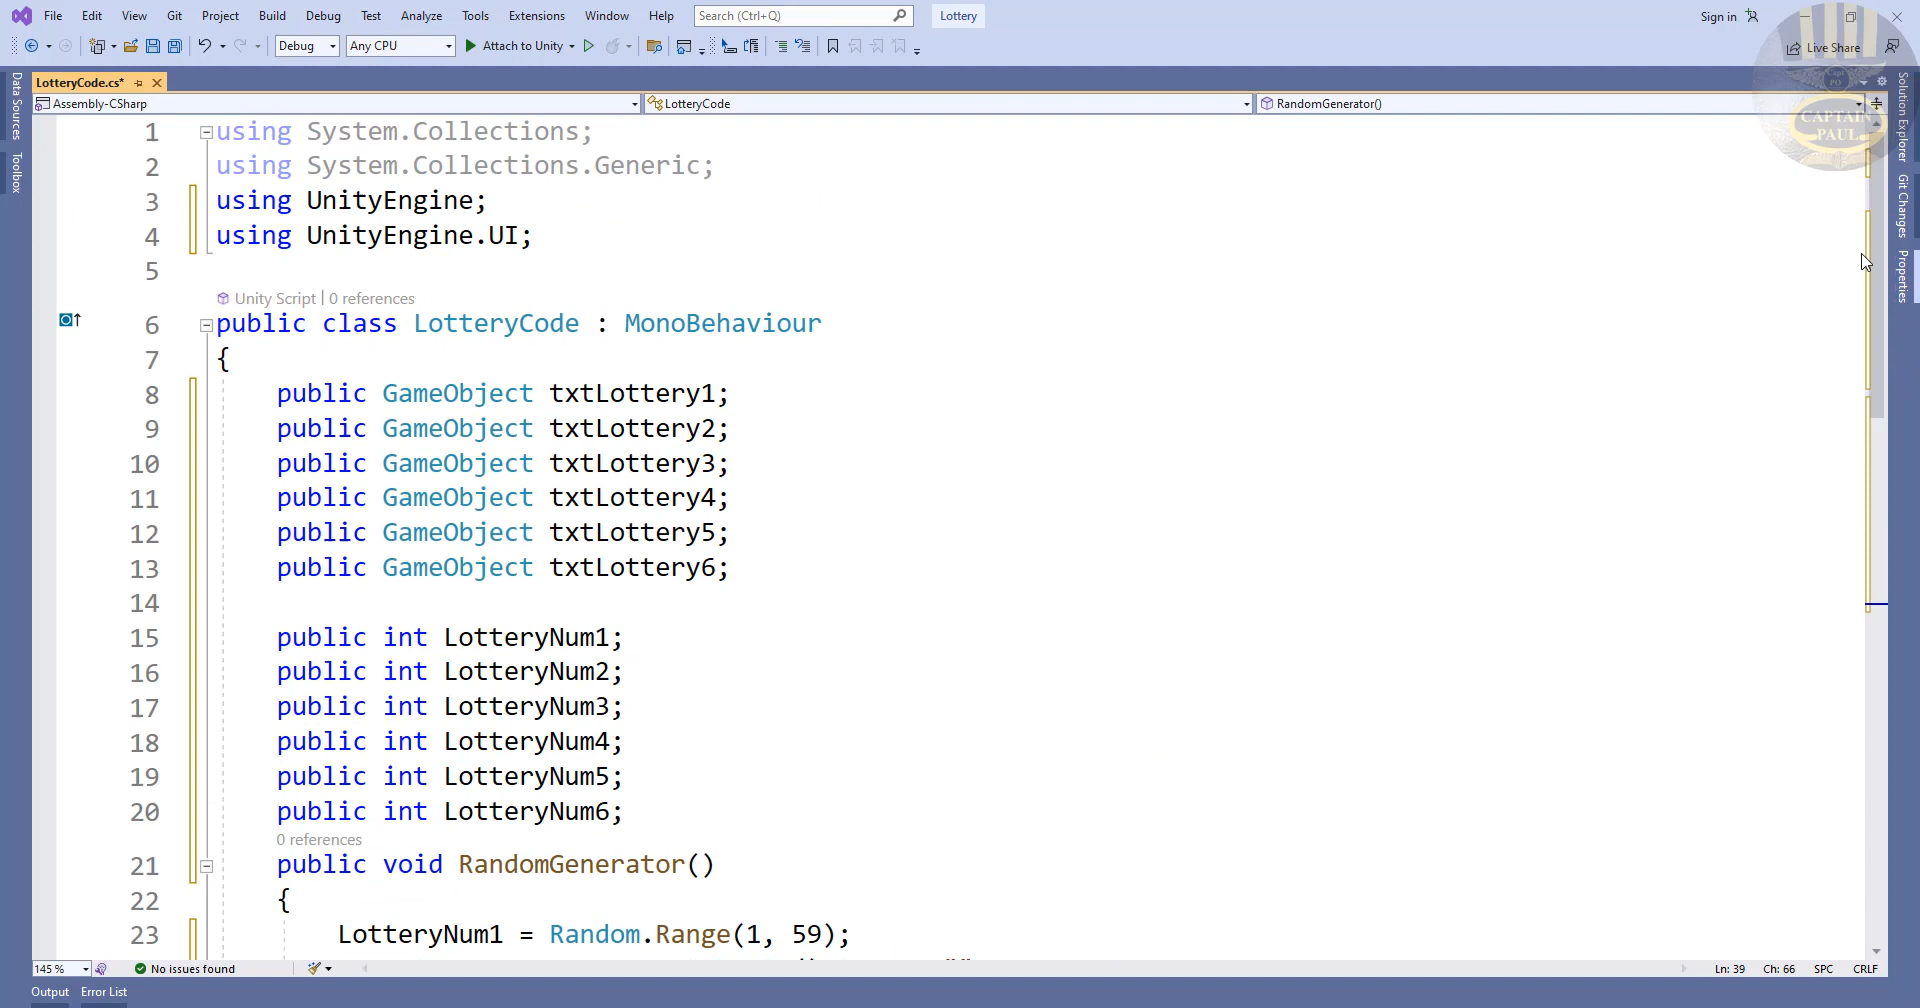 File Edit View Git Project Build Debug Test Analyze Tools Extensions Window Help Search (Ctrl+Q) Lottery Sign in
Debug Any CPU Attach to Unity Live Share
LotteryCode.cs*
Assembly-CSharp LotteryCode RandomGenerator()
Data Sources
Toolbox
Solution Explorer
Git Changes
Properties
CAPTAIN
PAUL
1 using System.Collections;
2 using System.Collections.Generic;
3 using UnityEngine;
4 using UnityEngine.UI;
5
Unity Script | 0 references
6 public class LotteryCode : MonoBehaviour
7 {
8 public GameObject txtLottery1;
9 public GameObject txtLottery2;
10 public GameObject txtLottery3;
11 public GameObject txtLottery4;
12 public GameObject txtLottery5;
13 public GameObject txtLottery6;
14
15 public int LotteryNum1;
16 public int LotteryNum2;
17 public int LotteryNum3;
18 public int LotteryNum4;
19 public int LotteryNum5;
20 public int LotteryNum6;
0 references
21 public void RandomGenerator()
22 {
23 LotteryNum1 = Random.Range(1, 59);
145 % No issues found Ln: 39 Ch: 66 SPC CRLF
Output Error List